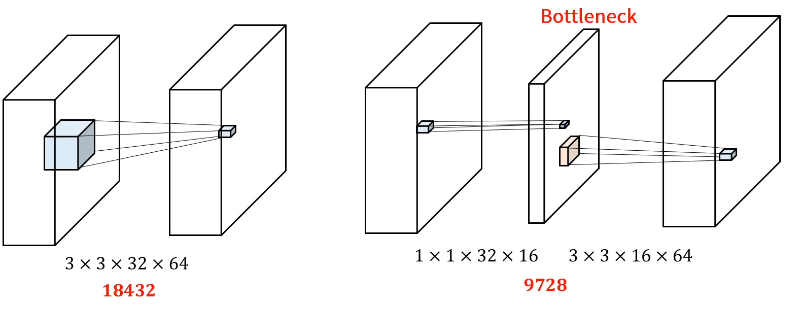 Bottleneck
3 × 3 × 32 × 64
18432
1 × 1 × 32 × 16
3 × 3 × 16 × 64
9728